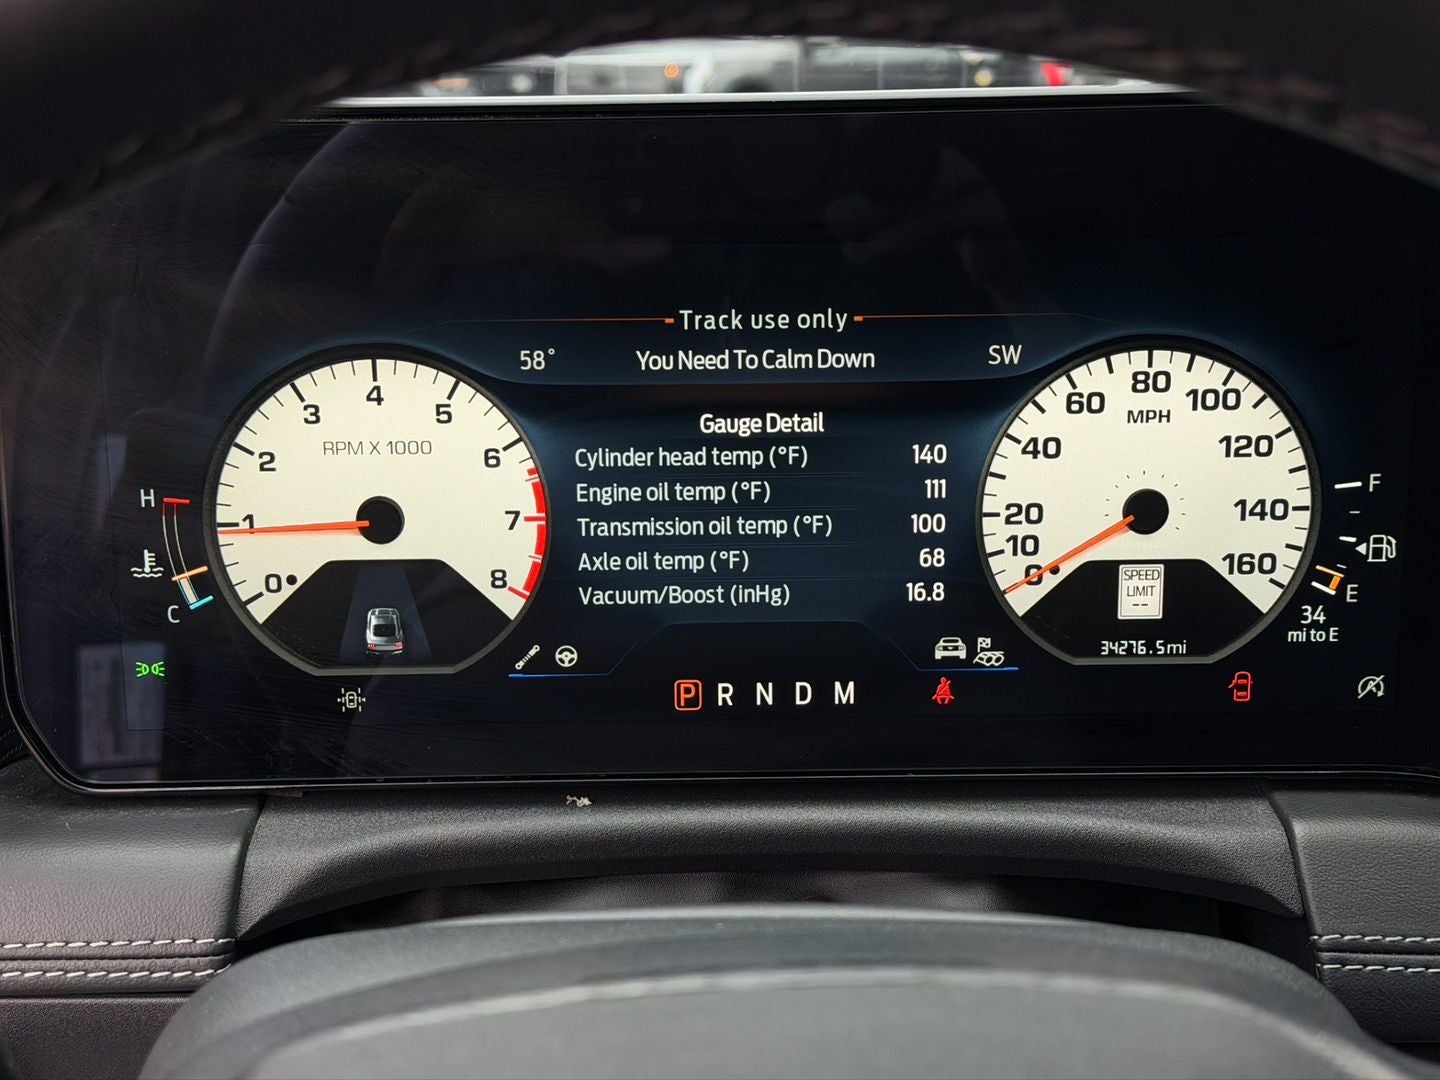 Track use only
58° You Need To Calm Down SW
Gauge Detail
Cylinder head temp (°F) 140
Engine oil temp (°F) 111
Transmission oil temp (°F) 100
Axle oil temp (°F) 68
Vacuum/Boost (inHg) 16.8
P R N D M
H
C
0 1 2 3 4 5 6 7 8
RPM X 1000
0 10 20 40 60 80 100 120 140 160
MPH
SPEED
LIMIT
--
34276.5mi
F
E
34
mi to E